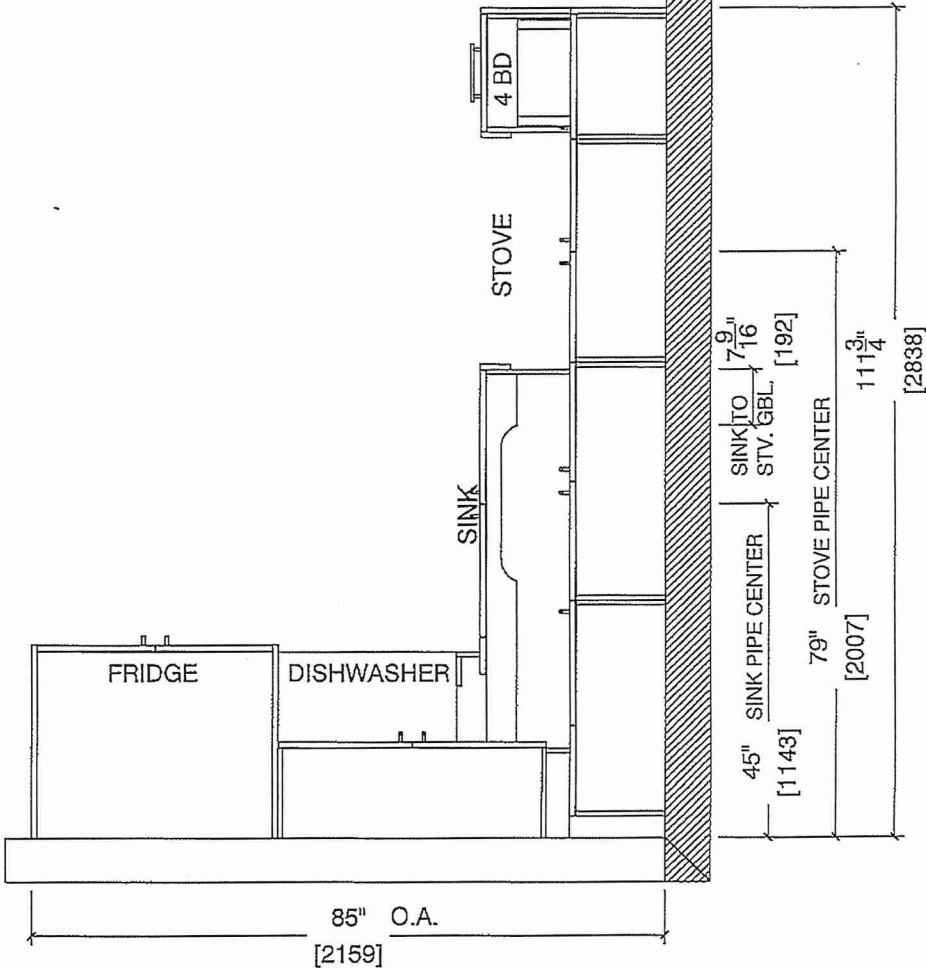 4 BD
STOVE
SINK
FRIDGE
DISHWASHER
7 9/16"
[192]
SINK TO
STV. GBL.
111 3/4"
[2838]
SINK PIPE CENTER
45"
[1143]
STOVE PIPE CENTER
79"
[2007]
85" O.A.
[2159]